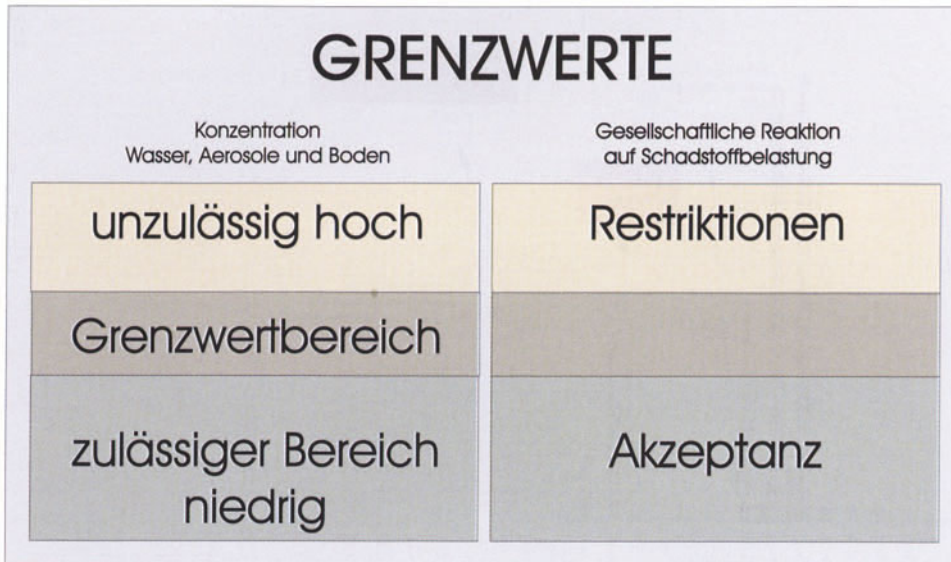 GRENZWERTE
Konzentration
Wasser, Aerosole und Boden
Gesellschaftliche Reaktion
auf Schadstoffbelastung
unzulässig hoch
Restriktionen
Grenzwertbereich
zulässiger Bereich
niedrig
Akzeptanz